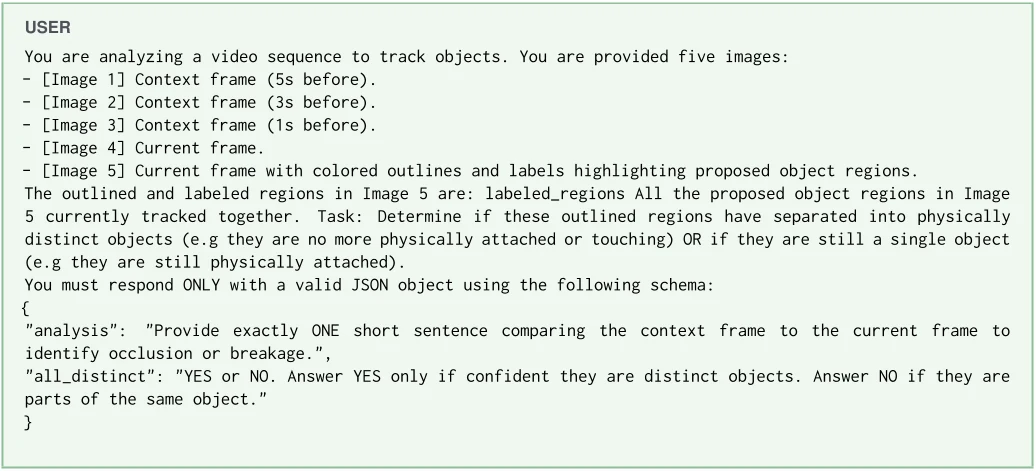 USER
You are analyzing a video sequence to track objects. You are provided five images:
- [Image 1] Context frame (5s before).
- [Image 2] Context frame (3s before).
- [Image 3] Context frame (1s before).
- [Image 4] Current frame.
- [Image 5] Current frame with colored outlines and labels highlighting proposed object regions.
The outlined and labeled regions in Image 5 are: labeled_regions All the proposed object regions in Image
5 currently tracked together. Task: Determine if these outlined regions have separated into physically
distinct objects (e.g they are no more physically attached or touching) OR if they are still a single object
(e.g they are still physically attached).
You must respond ONLY with a valid JSON object using the following schema:
{
"analysis": "Provide exactly ONE short sentence comparing the context frame to the current frame to
identify occlusion or breakage.",
"all_distinct": "YES or NO. Answer YES only if confident they are distinct objects. Answer NO if they are
parts of the same object."
}